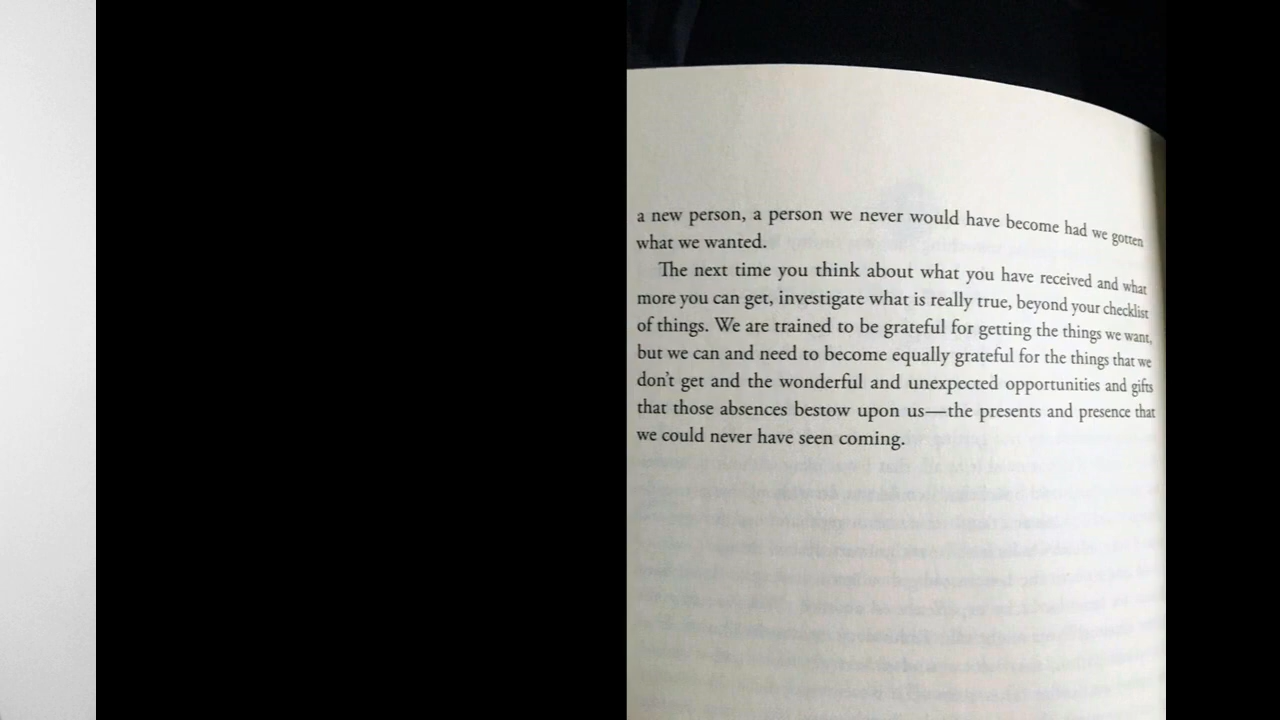 a new person, a person we never would have become had we gotten
what we wanted.
The next time you think about what you have received and what
more you can get, investigate what is really true, beyond your checklist
of things. We are trained to be grateful for getting the things we want,
but we can and need to become equally grateful for the things that we
don't get and the wonderful and unexpected opportunities and gifts
that those absences bestow upon us—the presents and presence that
we could never have seen coming.